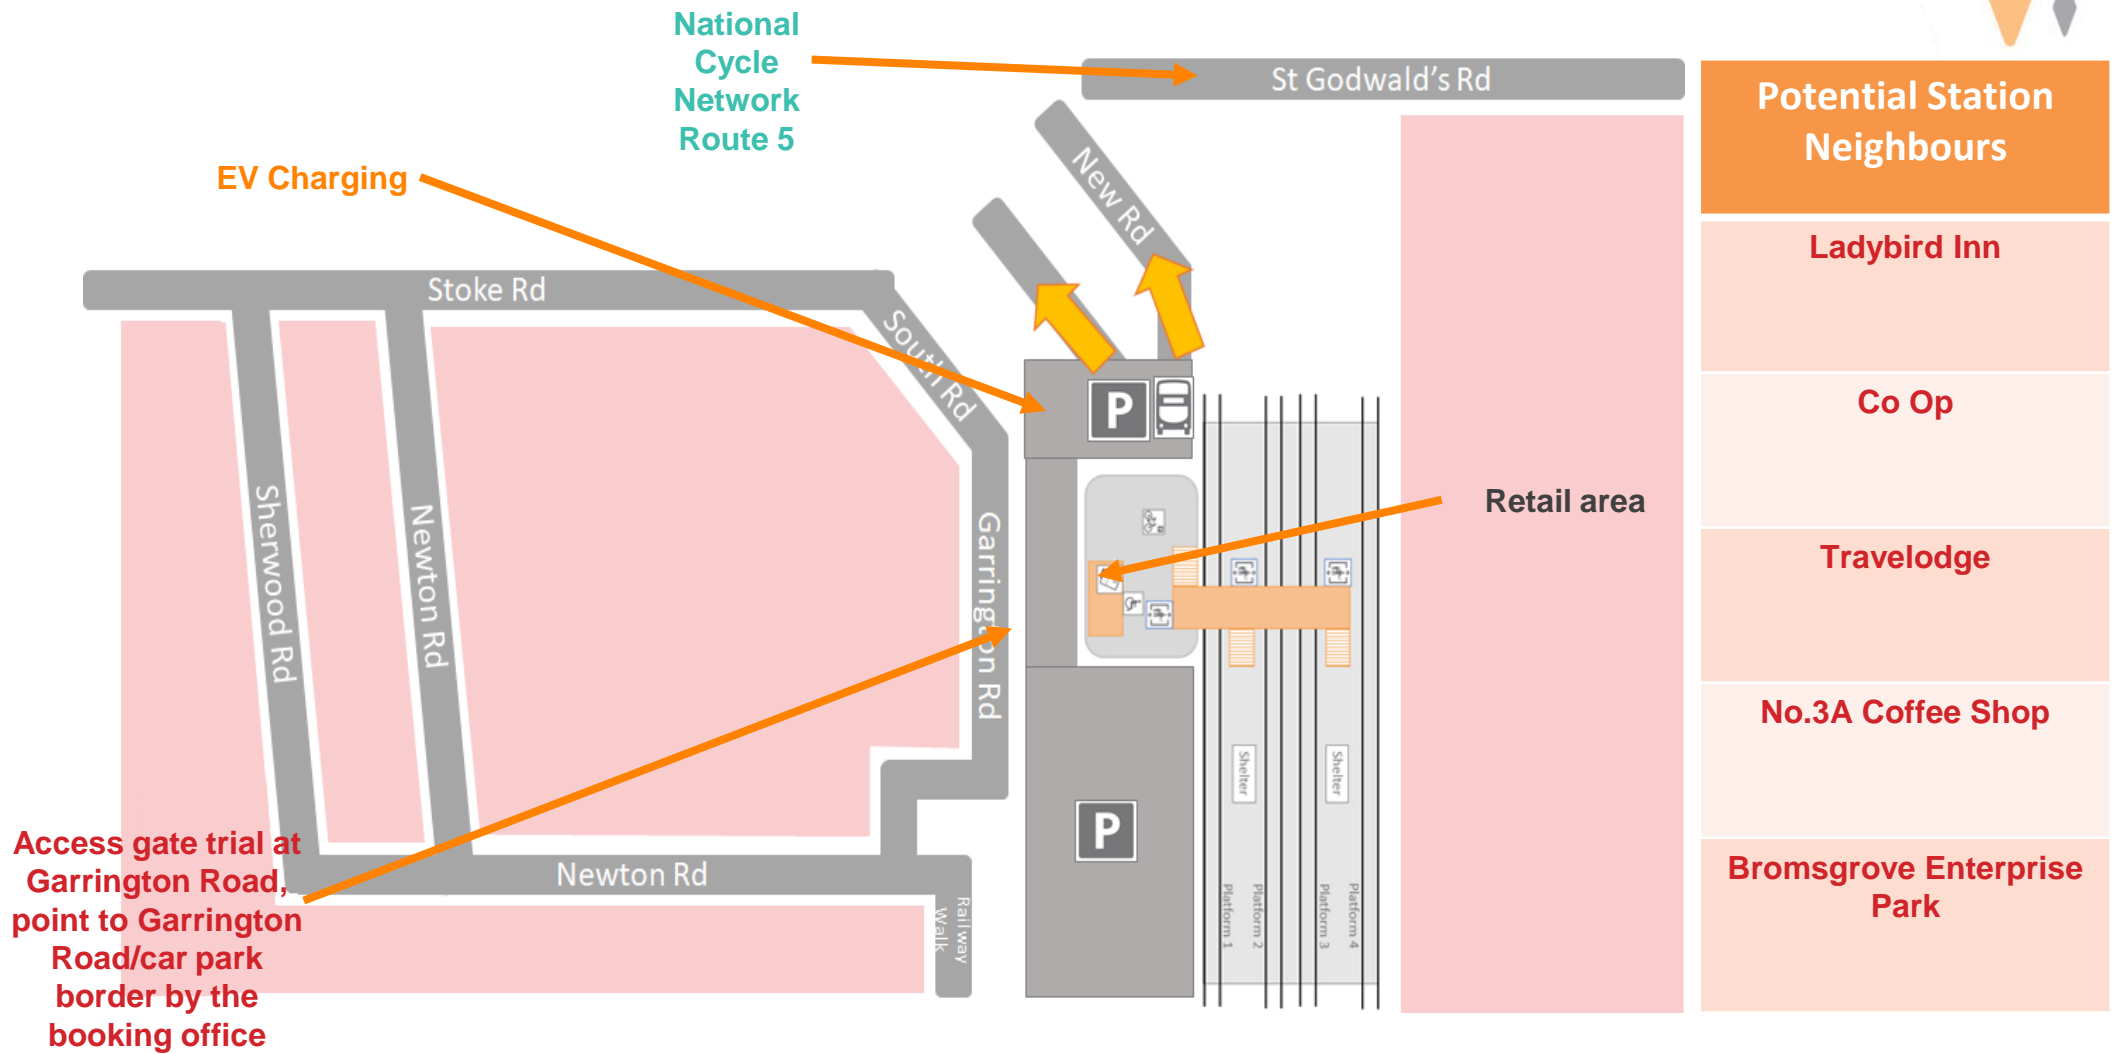 National
Cycle
Network
Route 5
St Godwald's Rd
Potential Station
Neighbours
EV Charging
New Rd
Ladybird Inn
Stoke Rd
South Rd
P
Co Op
Sherwood Rd
Newton Rd
Garrington Rd
Retail area
Travelodge
No.3A Coffee Shop
Shelter
Shelter
P
Access gate trial at
Garrington Road,
point to Garrington
Road/car park
border by the
booking office
Newton Rd
Railway
Walk
Platform 1
Platform 2
Platform 3
Platform 4
Bromsgrove Enterprise
Park